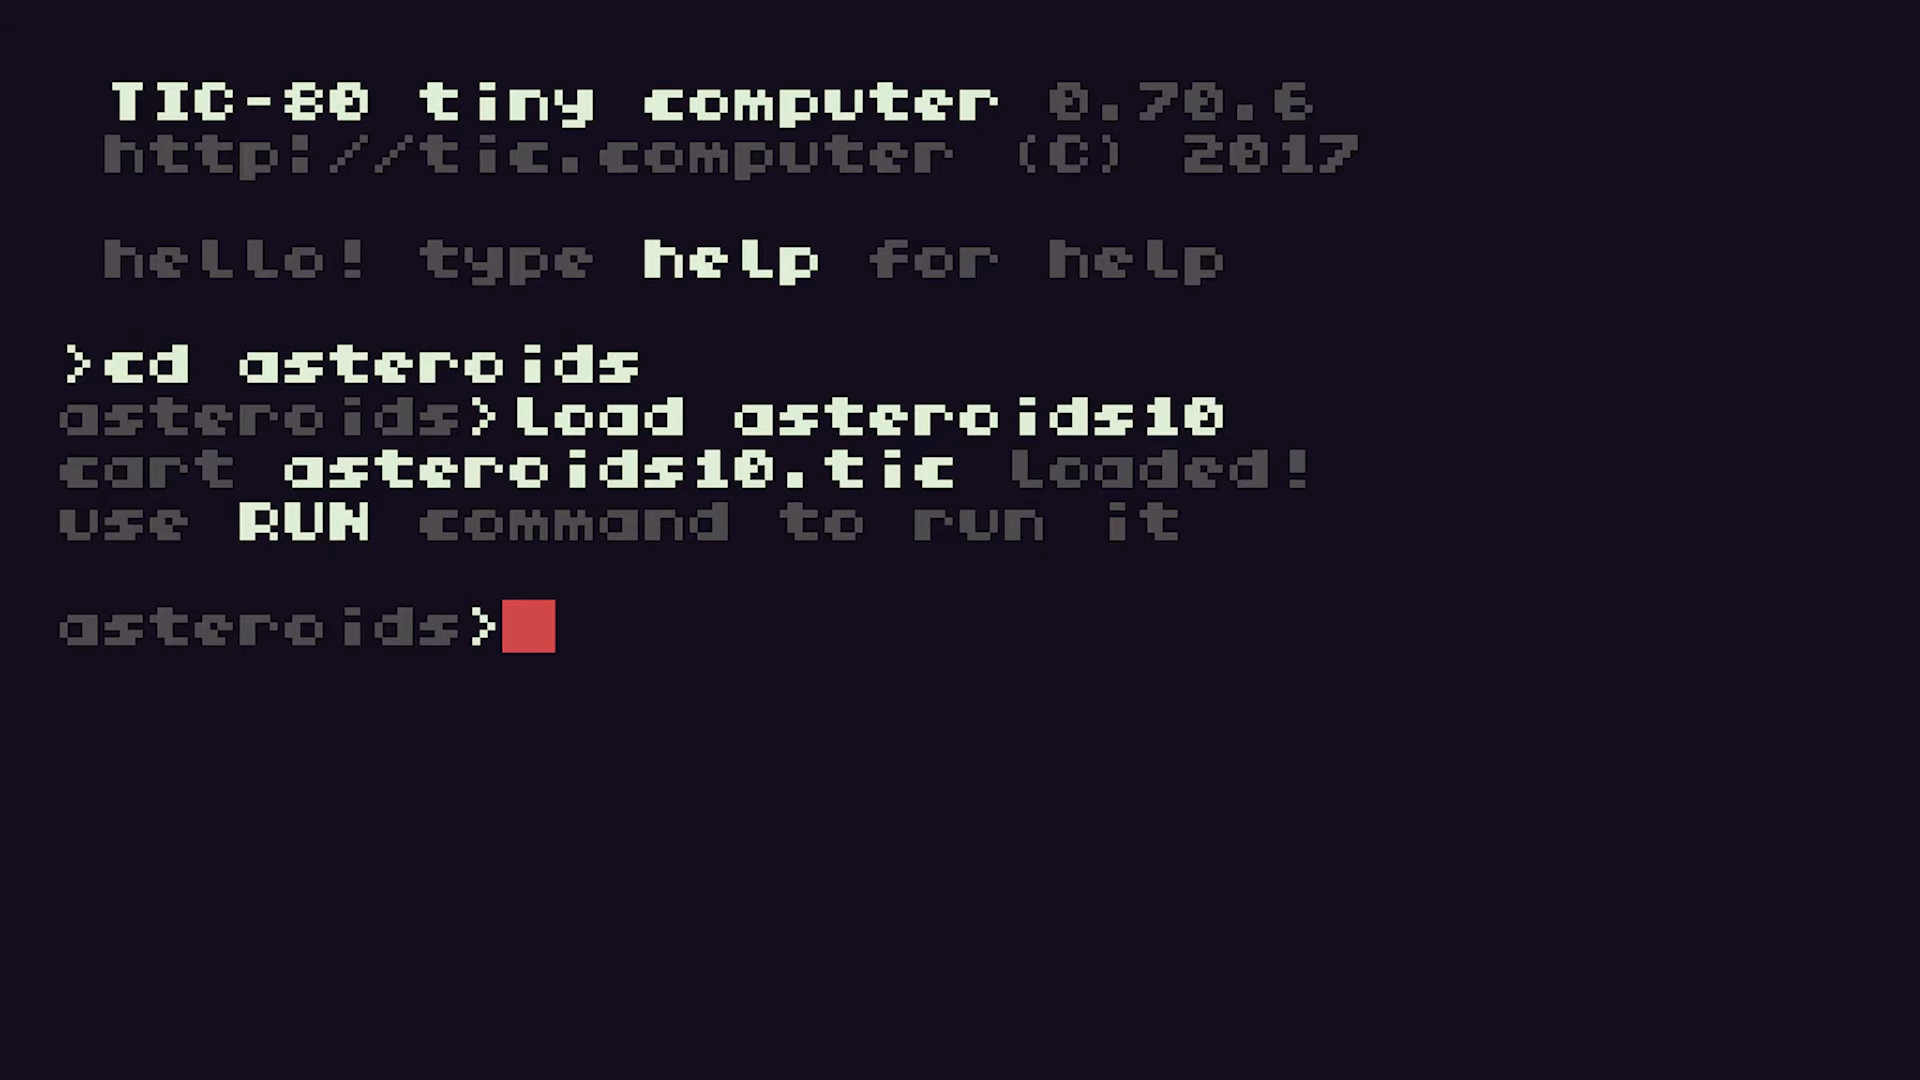 TIC-80 tiny computer 0.70.6
http://tic.computer (C) 2017
hello! type help for help
>cd asteroids
asteroids>load asteroids10
cart asteroids10.tic loaded!
use RUN command to run it
asteroids>